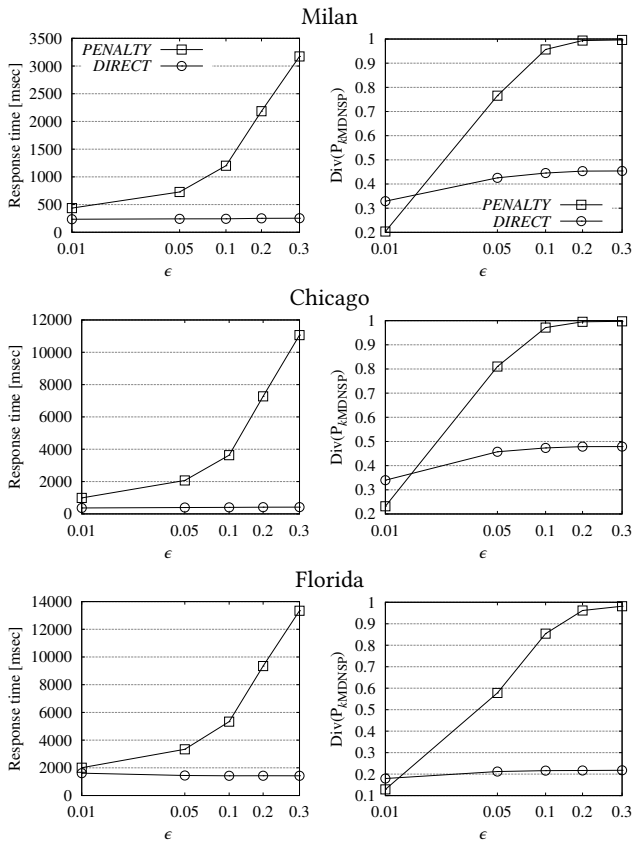 Milan
Response time [msec]
3500
3000
2500
2000
1500
1000
500
0
PENALTY
DIRECT
0.01 0.05 0.1 0.2 0.3
ϵ
Div(PkMDNSP)
1
0.9
0.8
0.7
0.6
0.5
0.4
0.3
0.2
PENALTY
DIRECT
0.01 0.05 0.1 0.2 0.3
ϵ
Chicago
Response time [msec]
12000
10000
8000
6000
4000
2000
0
0.01 0.05 0.1 0.2 0.3
ϵ
Div(PkMDNSP)
1
0.9
0.8
0.7
0.6
0.5
0.4
0.3
0.2
0.01 0.05 0.1 0.2 0.3
ϵ
Florida
Response time [msec]
14000
12000
10000
8000
6000
4000
2000
0
0.01 0.05 0.1 0.2 0.3
ϵ
Div(PkMDNSP)
1
0.9
0.8
0.7
0.6
0.5
0.4
0.3
0.2
0.1
0.01 0.05 0.1 0.2 0.3
ϵ